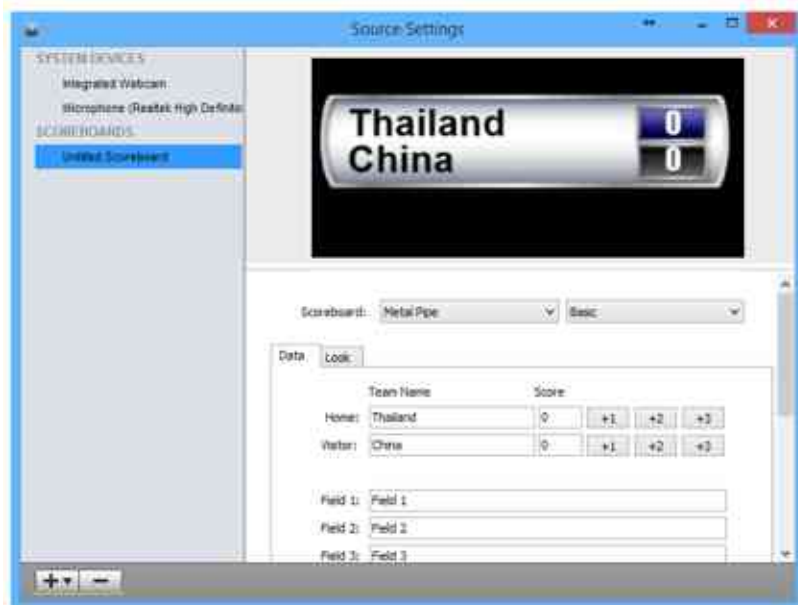 Source Settings
SYSTEM DEVICES
Integrated Webcam
Microphone (Realtek High Definitio
SCOREBOARDS
Untitled Scoreboard
Thailand 0
China 0
Scoreboard: Metal Pipe Basic
Data Look
Team Name Score
Home: Thailand 0 +1 +2 +3
Visitor: China 0 +1 +2 +3
Field 1: Field 1
Field 2: Field 2
Field 3: Field 3